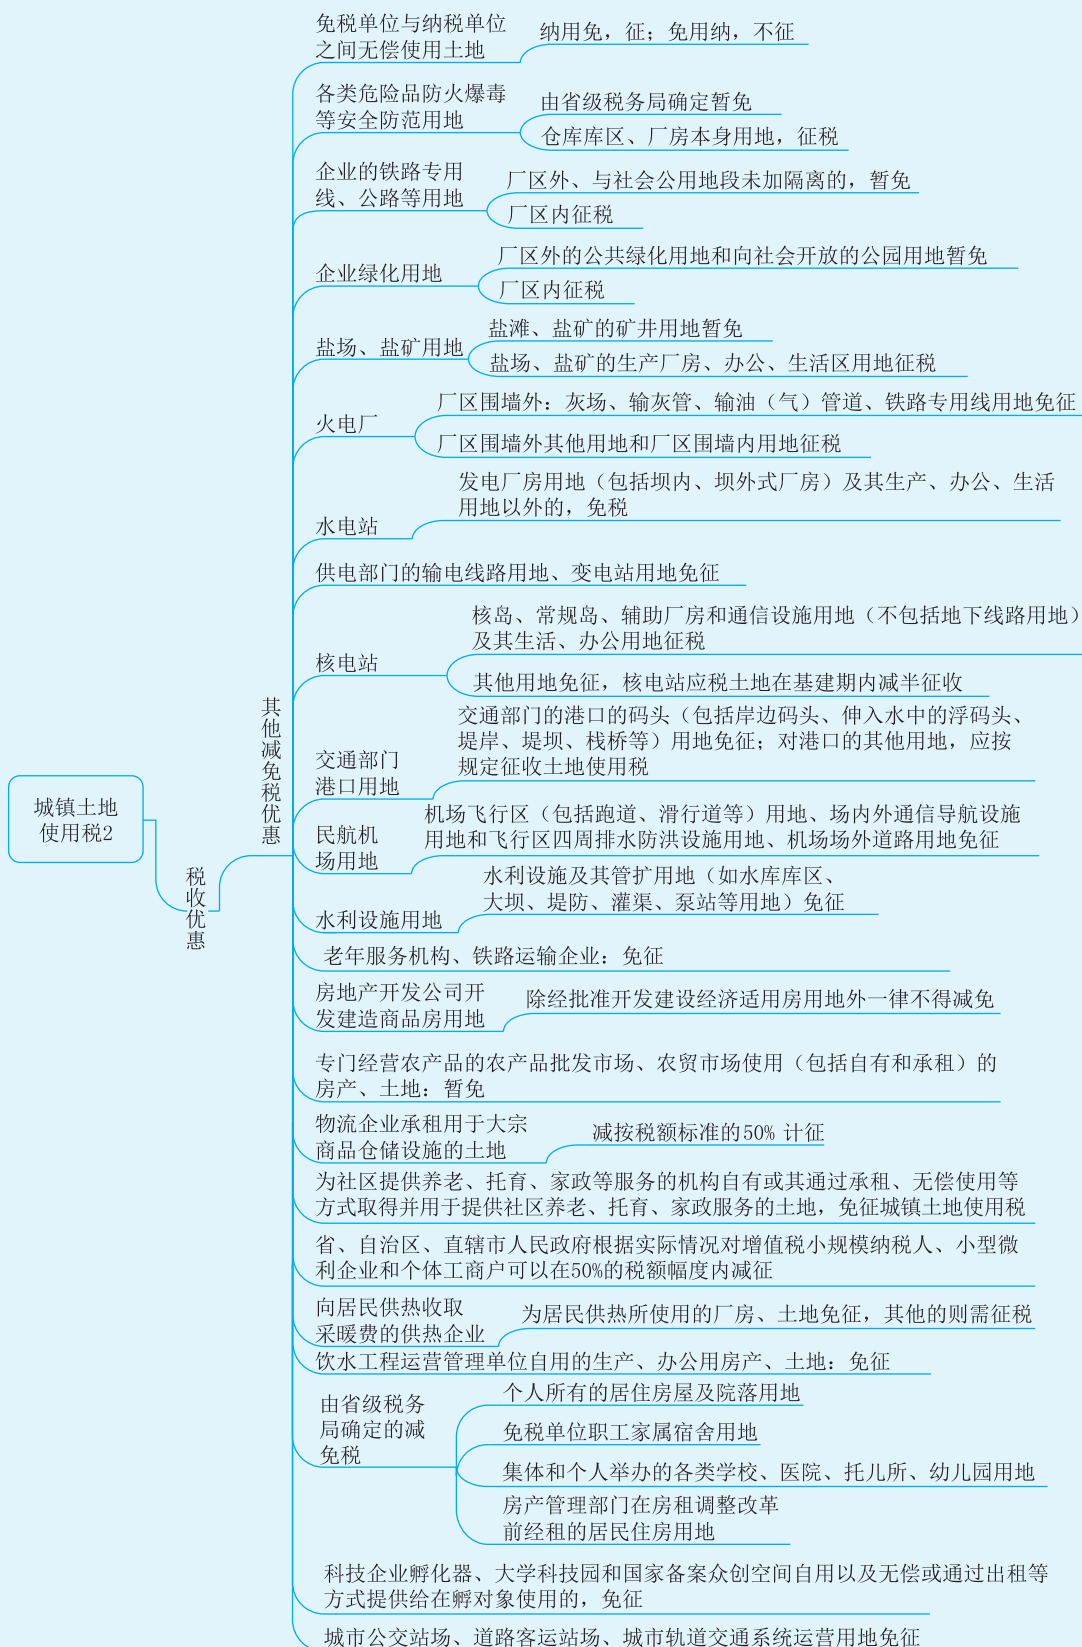 城镇土地
使用税2
税收优惠
其他减免税优惠
免税单位与纳税单位
之间无偿使用土地
纳用免，征；免用纳，不征
各类危险品防火爆毒
等安全防范用地
由省级税务局确定暂免
仓库库区、厂房本身用地，征税
企业的铁路专用
线、公路等用地
厂区外、与社会公用地段未加隔离的，暂免
厂区内征税
企业绿化用地
厂区外的公共绿化用地和向社会开放的公园用地暂免
厂区内征税
盐场、盐矿用地
盐滩、盐矿的矿井用地暂免
盐场、盐矿的生产厂房、办公、生活区用地征税
火电厂
厂区围墙外：灰场、输灰管、输油（气）管道、铁路专用线用地免征
厂区围墙外其他用地和厂区围墙内用地征税
水电站
发电厂房用地（包括坝内、坝外式厂房）及其生产、办公、生活
用地以外的，免税
供电部门的输电线路用地、变电站用地免征
核电站
核岛、常规岛、辅助厂房和通信设施用地（不包括地下线路用地）
及其生活、办公用地征税
其他用地免征，核电站应税土地在基建期内减半征收
交通部门
港口用地
交通部门的港口的码头（包括岸边码头、伸入水中的浮码头、
堤岸、堤坝、栈桥等）用地免征；对港口的其他用地，应按
规定征收土地使用税
民航机
场用地
机场飞行区（包括跑道、滑行道等）用地、场内外通信导航设施
用地和飞行区四周排水防洪设施用地、机场场外道路用地免征
水利设施用地
水利设施及其管扩用地（如水库库区、
大坝、堤防、灌渠、泵站等用地）免征
老年服务机构、铁路运输企业：免征
房地产开发公司开
发建造商品房用地
除经批准开发建设经济适用房用地外一律不得减免
专门经营农产品的农产品批发市场、农贸市场使用（包括自有和承租）的
房产、土地：暂免
物流企业承租用于大宗
商品仓储设施的土地
减按税额标准的50% 计征
为社区提供养老、托育、家政等服务的机构自有或其通过承租、无偿使用等
方式取得并用于提供社区养老、托育、家政服务的土地，免征城镇土地使用税
省、自治区、直辖市人民政府根据实际情况对增值税小规模纳税人、小型微
利企业和个体工商户可以在50%的税额幅度内减征
向居民供热收取
采暖费的供热企业
为居民供热所使用的厂房、土地免征，其他的则需征税
饮水工程运营管理单位自用的生产、办公用房产、土地：免征
由省级税务
局确定的减
免税
个人所有的居住房屋及院落用地
免税单位职工家属宿舍用地
集体和个人举办的各类学校、医院、托儿所、幼儿园用地
房产管理部门在房租调整改革
前经租的居民住房用地
科技企业孵化器、大学科技园和国家备案众创空间自用以及无偿或通过出租等
方式提供给在孵对象使用的，免征
城市公交站场、道路客运站场、城市轨道交通系统运营用地免征